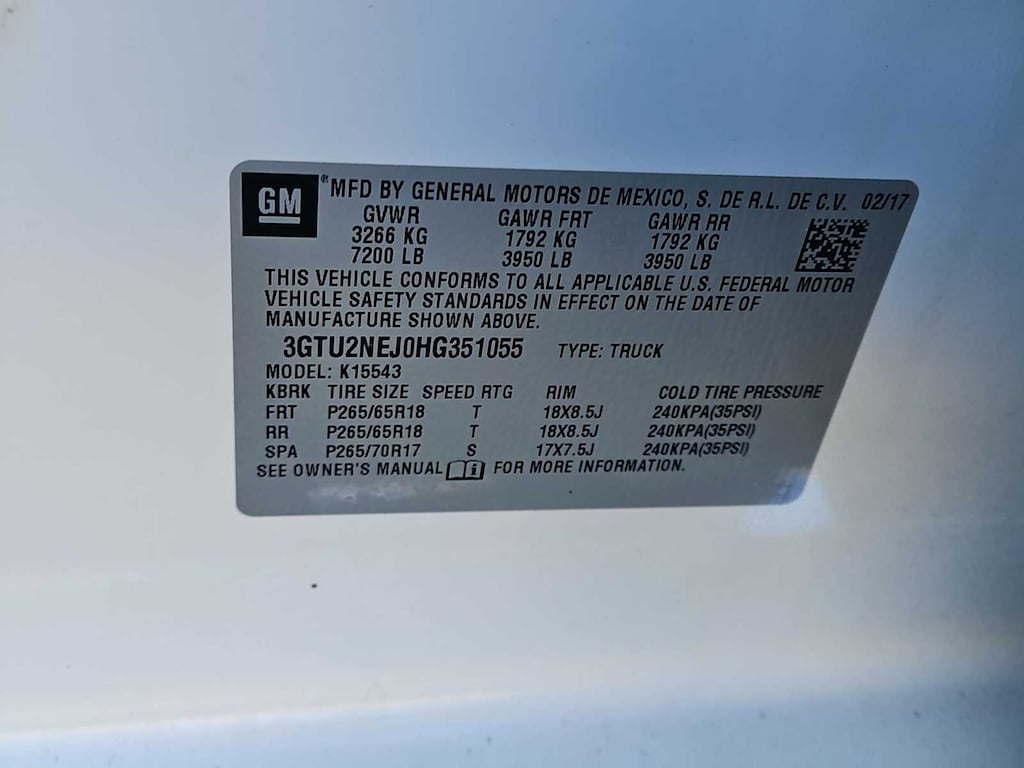 GM ® MFD BY GENERAL MOTORS DE MEXICO, S. DE R.L. DE C.V. 02/17
GVWR GAWR FRT GAWR RR
3266 KG 1792 KG 1792 KG
7200 LB 3950 LB 3950 LB
THIS VEHICLE CONFORMS TO ALL APPLICABLE U.S. FEDERAL MOTOR
VEHICLE SAFETY STANDARDS IN EFFECT ON THE DATE OF
MANUFACTURE SHOWN ABOVE.
3GTU2NEJ0HG351055 TYPE: TRUCK
MODEL: K15543
KBRK TIRE SIZE SPEED RTG RIM COLD TIRE PRESSURE
FRT P265/65R18 T 18X8.5J 240KPA(35PSI)
RR P265/65R18 T 18X8.5J 240KPA(35PSI)
SPA P265/70R17 S 17X7.5J 240KPA(35PSI)
SEE OWNER'S MANUAL i FOR MORE INFORMATION.